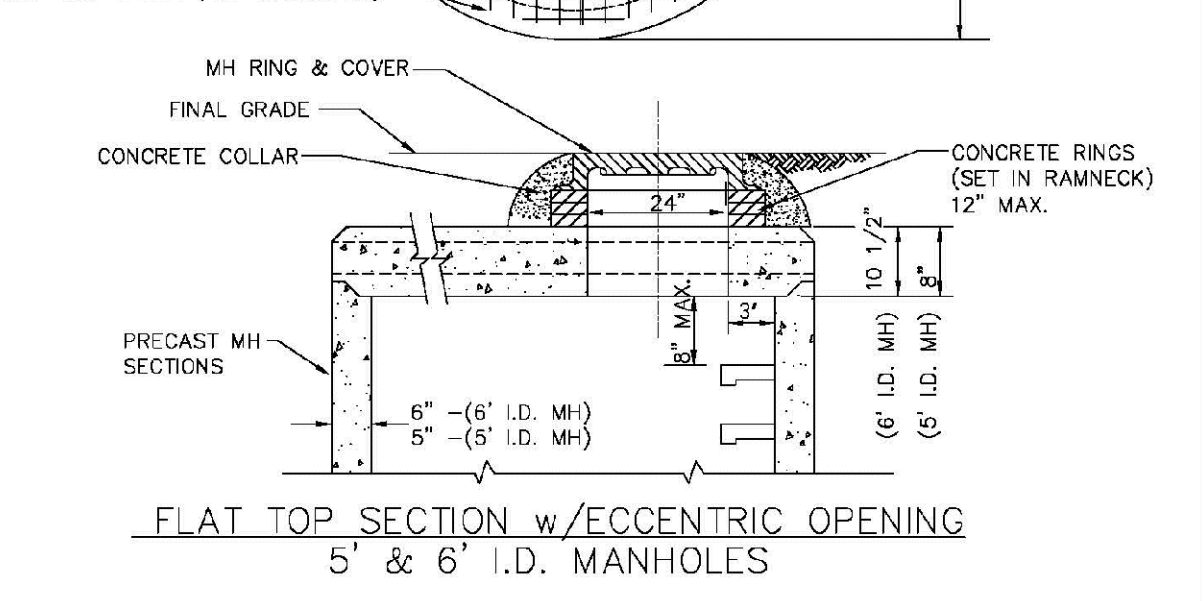 MH RING & COVER
FINAL GRADE
CONCRETE COLLAR
CONCRETE RINGS
(SET IN RAMNECK)
12" MAX.
24"
10 1/2"
8"
3"
8" MAX.
PRECAST MH
SECTIONS
6" -(6' I.D. MH)
5" -(5' I.D. MH)
(6' I.D. MH)
(5' I.D. MH)
FLAT TOP SECTION w/ECCENTRIC OPENING
5' & 6' I.D. MANHOLES